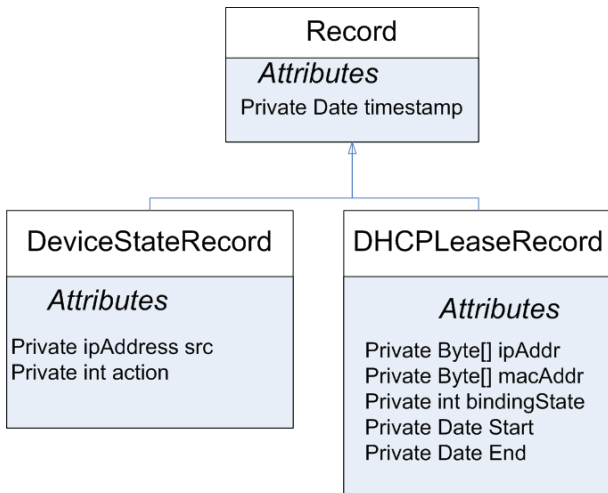 Record
Attributes
Private Date timestamp
DeviceStateRecord
Attributes
Private ipAddress src
Private int action
DHCPLeaseRecord
Attributes
Private Byte[] ipAddr
Private Byte[] macAddr
Private int bindingState
Private Date Start
Private Date End